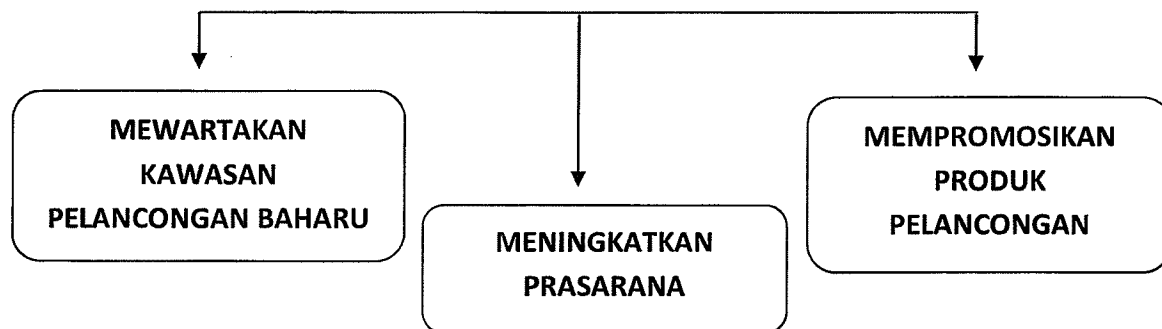 MEWARTAKAN
KAWASAN
PELANCONGAN BAHARU
MENINGKATKAN
PRASARANA
MEMPROMOSIKAN
PRODUK
PELANCONGAN